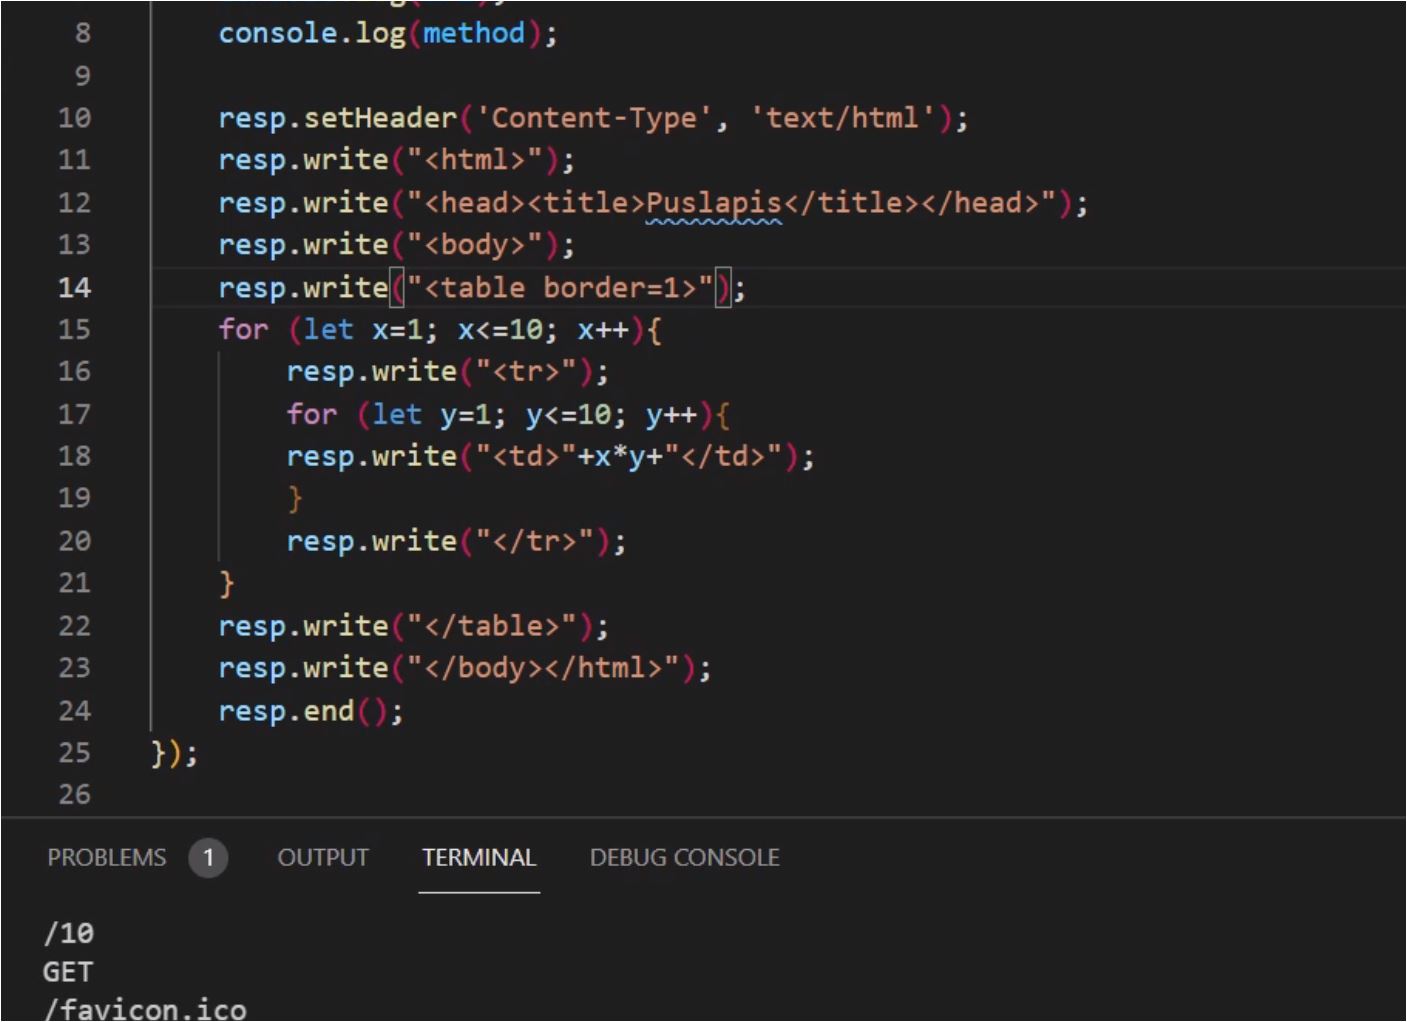 8 console.log(method);
9
10 resp.setHeader('Content-Type', 'text/html');
11 resp.write("<html>");
12 resp.write("<head><title>Puslapis</title></head>");
13 resp.write("<body>");
14 resp.write("<table border=1>");
15 for (let x=1; x<=10; x++){
16 resp.write("<tr>");
17 for (let y=1; y<=10; y++){
18 resp.write("<td>"+x*y+"</td>");
19 }
20 resp.write("</tr>");
21 }
22 resp.write("</table>");
23 resp.write("</body></html>");
24 resp.end();
25 });
26
PROBLEMS 1 OUTPUT TERMINAL DEBUG CONSOLE
/10
GET
/favicon.ico